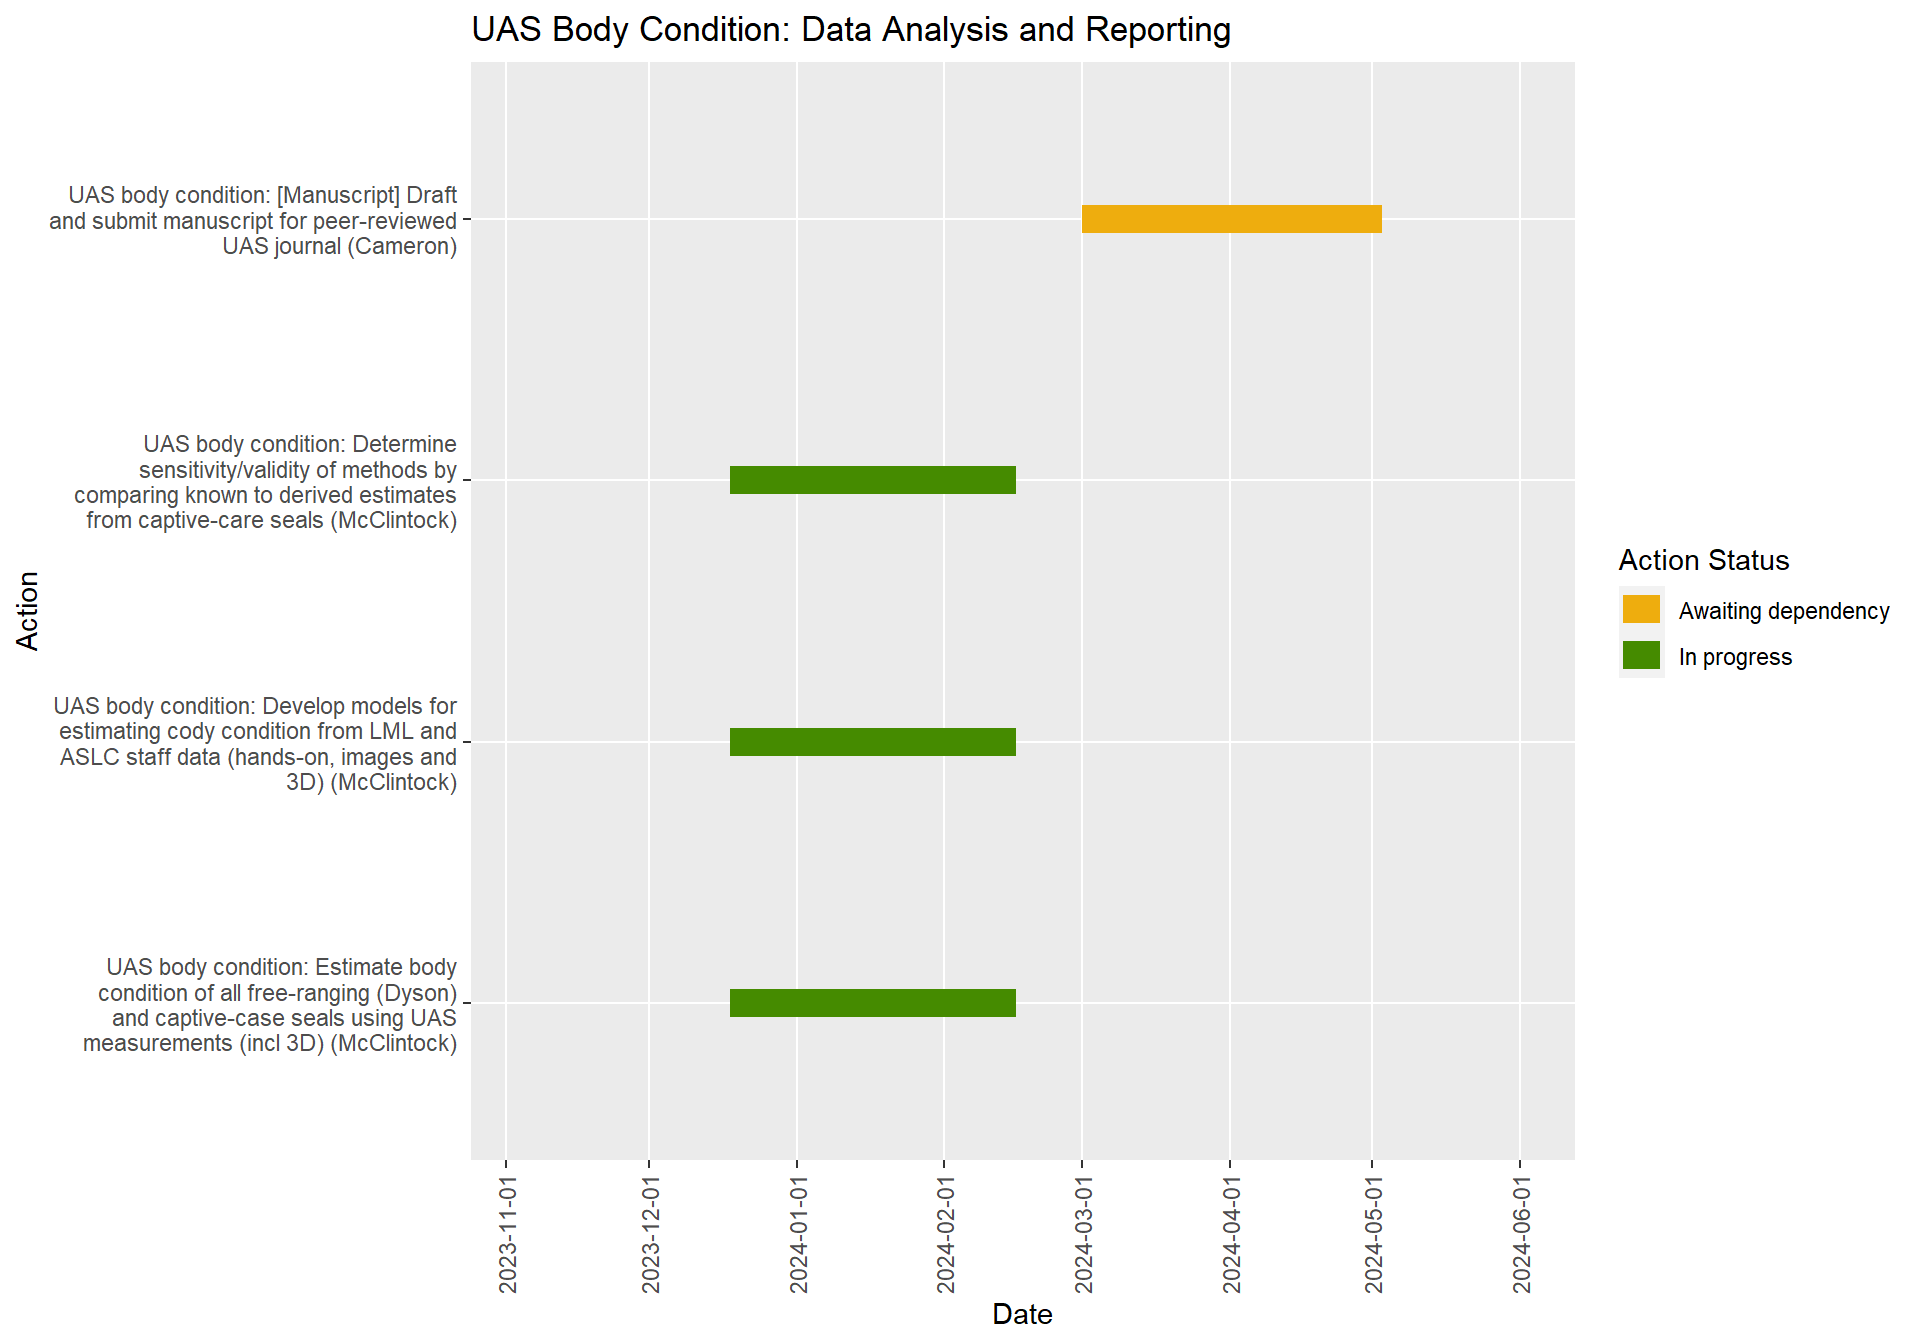 UAS Body Condition: Data Analysis and Reporting
UAS body condition: [Manuscript] Draft
and submit manuscript for peer-reviewed
UAS journal (Cameron)
UAS body condition: Determine
sensitivity/validity of methods by
comparing known to derived estimates
from captive-care seals (McClintock)
UAS body condition: Develop models for
estimating cody condition from LML and
ASLC staff data (hands-on, images and
3D) (McClintock)
UAS body condition: Estimate body
condition of all free-ranging (Dyson)
and captive-case seals using UAS
measurements (incl 3D) (McClintock)
Action
2023-11-01
2023-12-01
2024-01-01
2024-02-01
2024-03-01
2024-04-01
2024-05-01
2024-06-01
Date
Action Status
Awaiting dependency
In progress